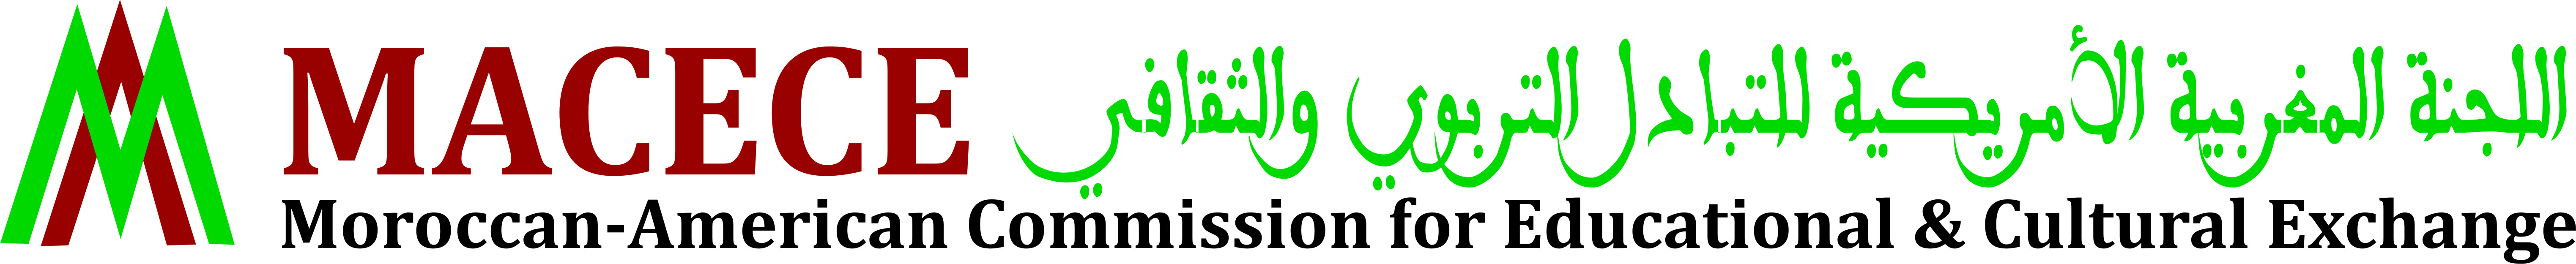 MACECE
اللجنة المغربية الأمريكية للتبادل التربوي والثقافي
Moroccan-American Commission for Educational & Cultural Exchange